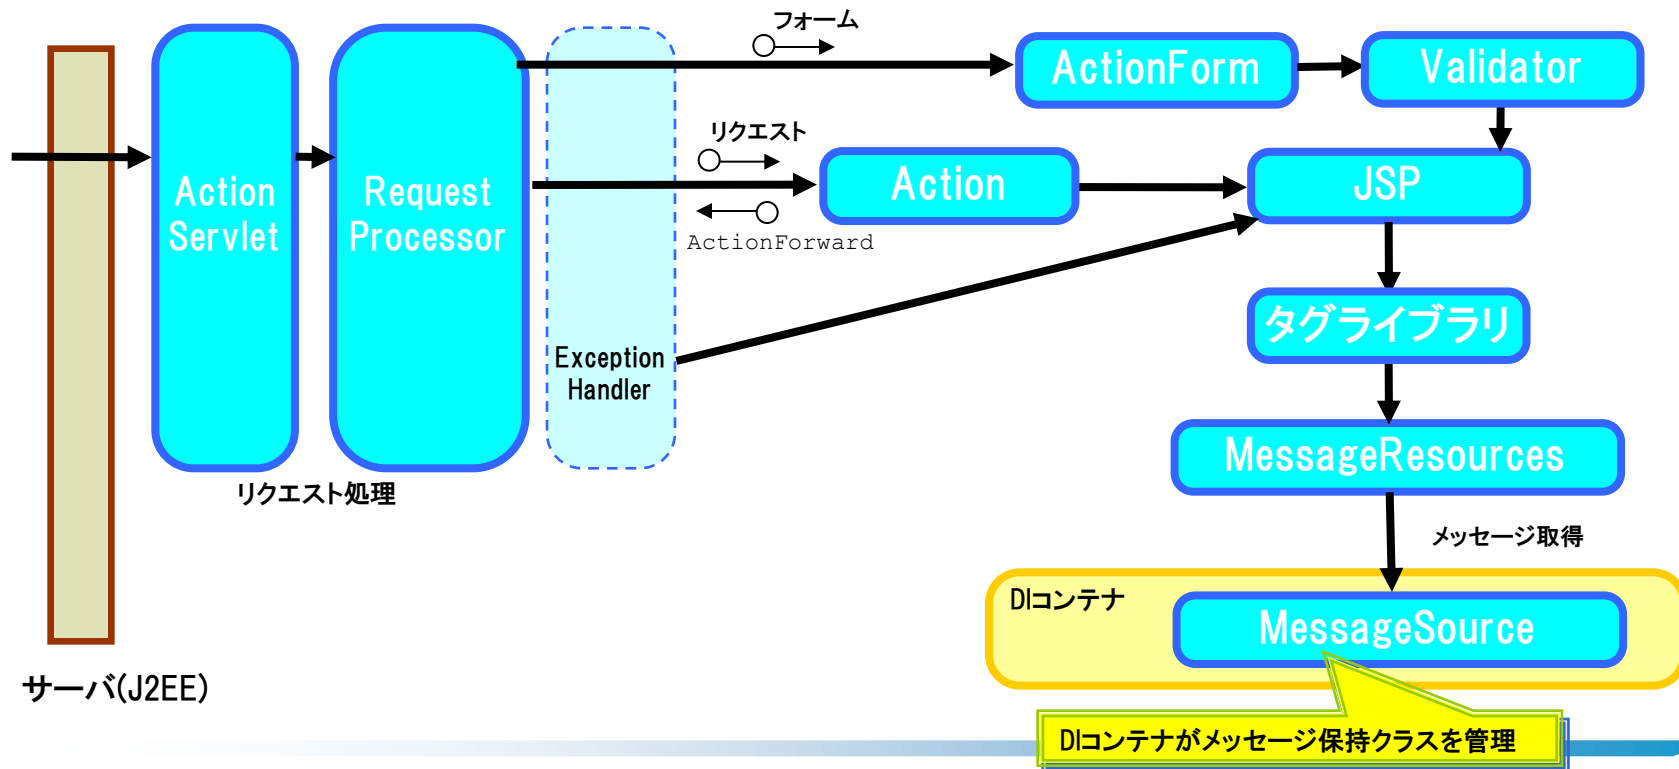 フォーム
ActionForm
Validator
リクエスト
Action
Servlet
Request
Processor
Action
JSP
ActionForward
タグライブラリ
Exception
Handler
MessageResources
リクエスト処理
メッセージ取得
DIコンテナ
MessageSource
サーバ(J2EE)
DIコンテナがメッセージ保持クラスを管理